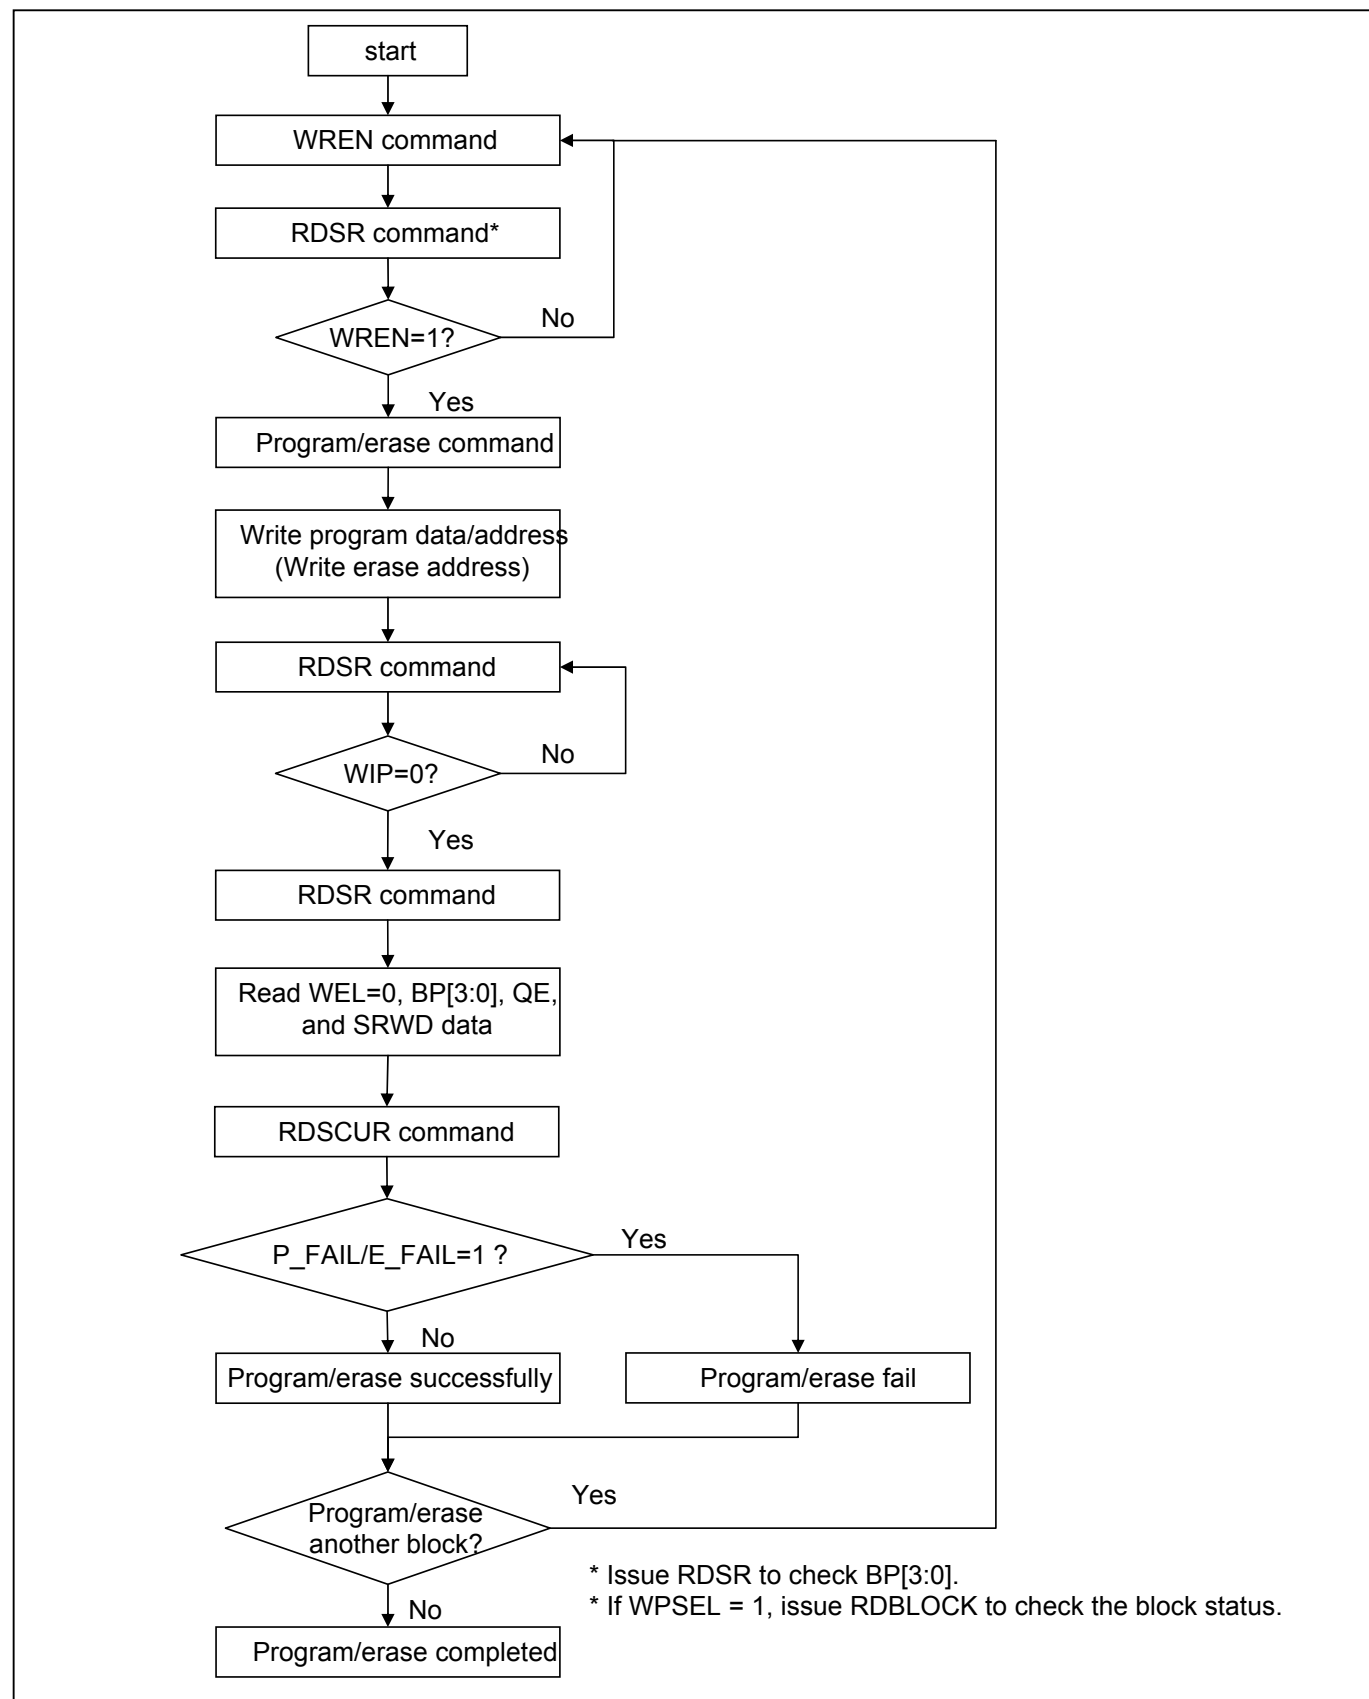 start
WREN command
RDSR command*
WREN=1?
No
Yes
Program/erase command
Write program data/address
(Write erase address)
RDSR command
WIP=0?
No
Yes
RDSR command
Read WEL=0, BP[3:0], QE,
and SRWD data
RDSCUR command
P_FAIL/E_FAIL=1 ?
Yes
No
Program/erase successfully
Program/erase fail
Program/erase
another block?
Yes
* Issue RDSR to check BP[3:0].
* If WPSEL = 1, issue RDBLOCK to check the block status.
No
Program/erase completed